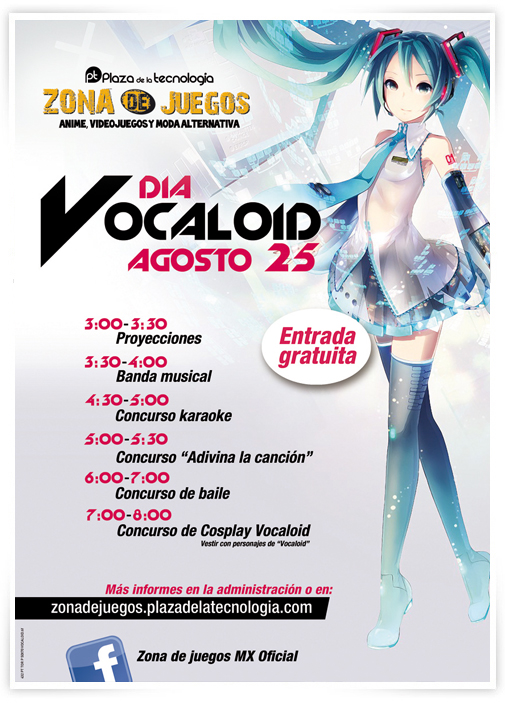 pt Plaza de la tecnología
ZONA DE JUEGOS
ANIME, VIDEOJUEGOS Y MODA ALTERNATIVA
DIA
VOCALOID
AGOSTO 25
01
3:00-3:30
Proyecciones
Entrada
gratuita
3:30-4:00
Banda musical
4:30-5:00
Concurso karaoke
5:00-5:30
Concurso “Adivina la canción”
6:00-7:00
Concurso de baile
7:00-8:00
Concurso de Cosplay Vocaloid
Vestir con personajes de “Vocaloid”
Más informes en la administración o en:
zonadejuegos.plazadelatecnologia.com
f
Zona de juegos MX Oficial